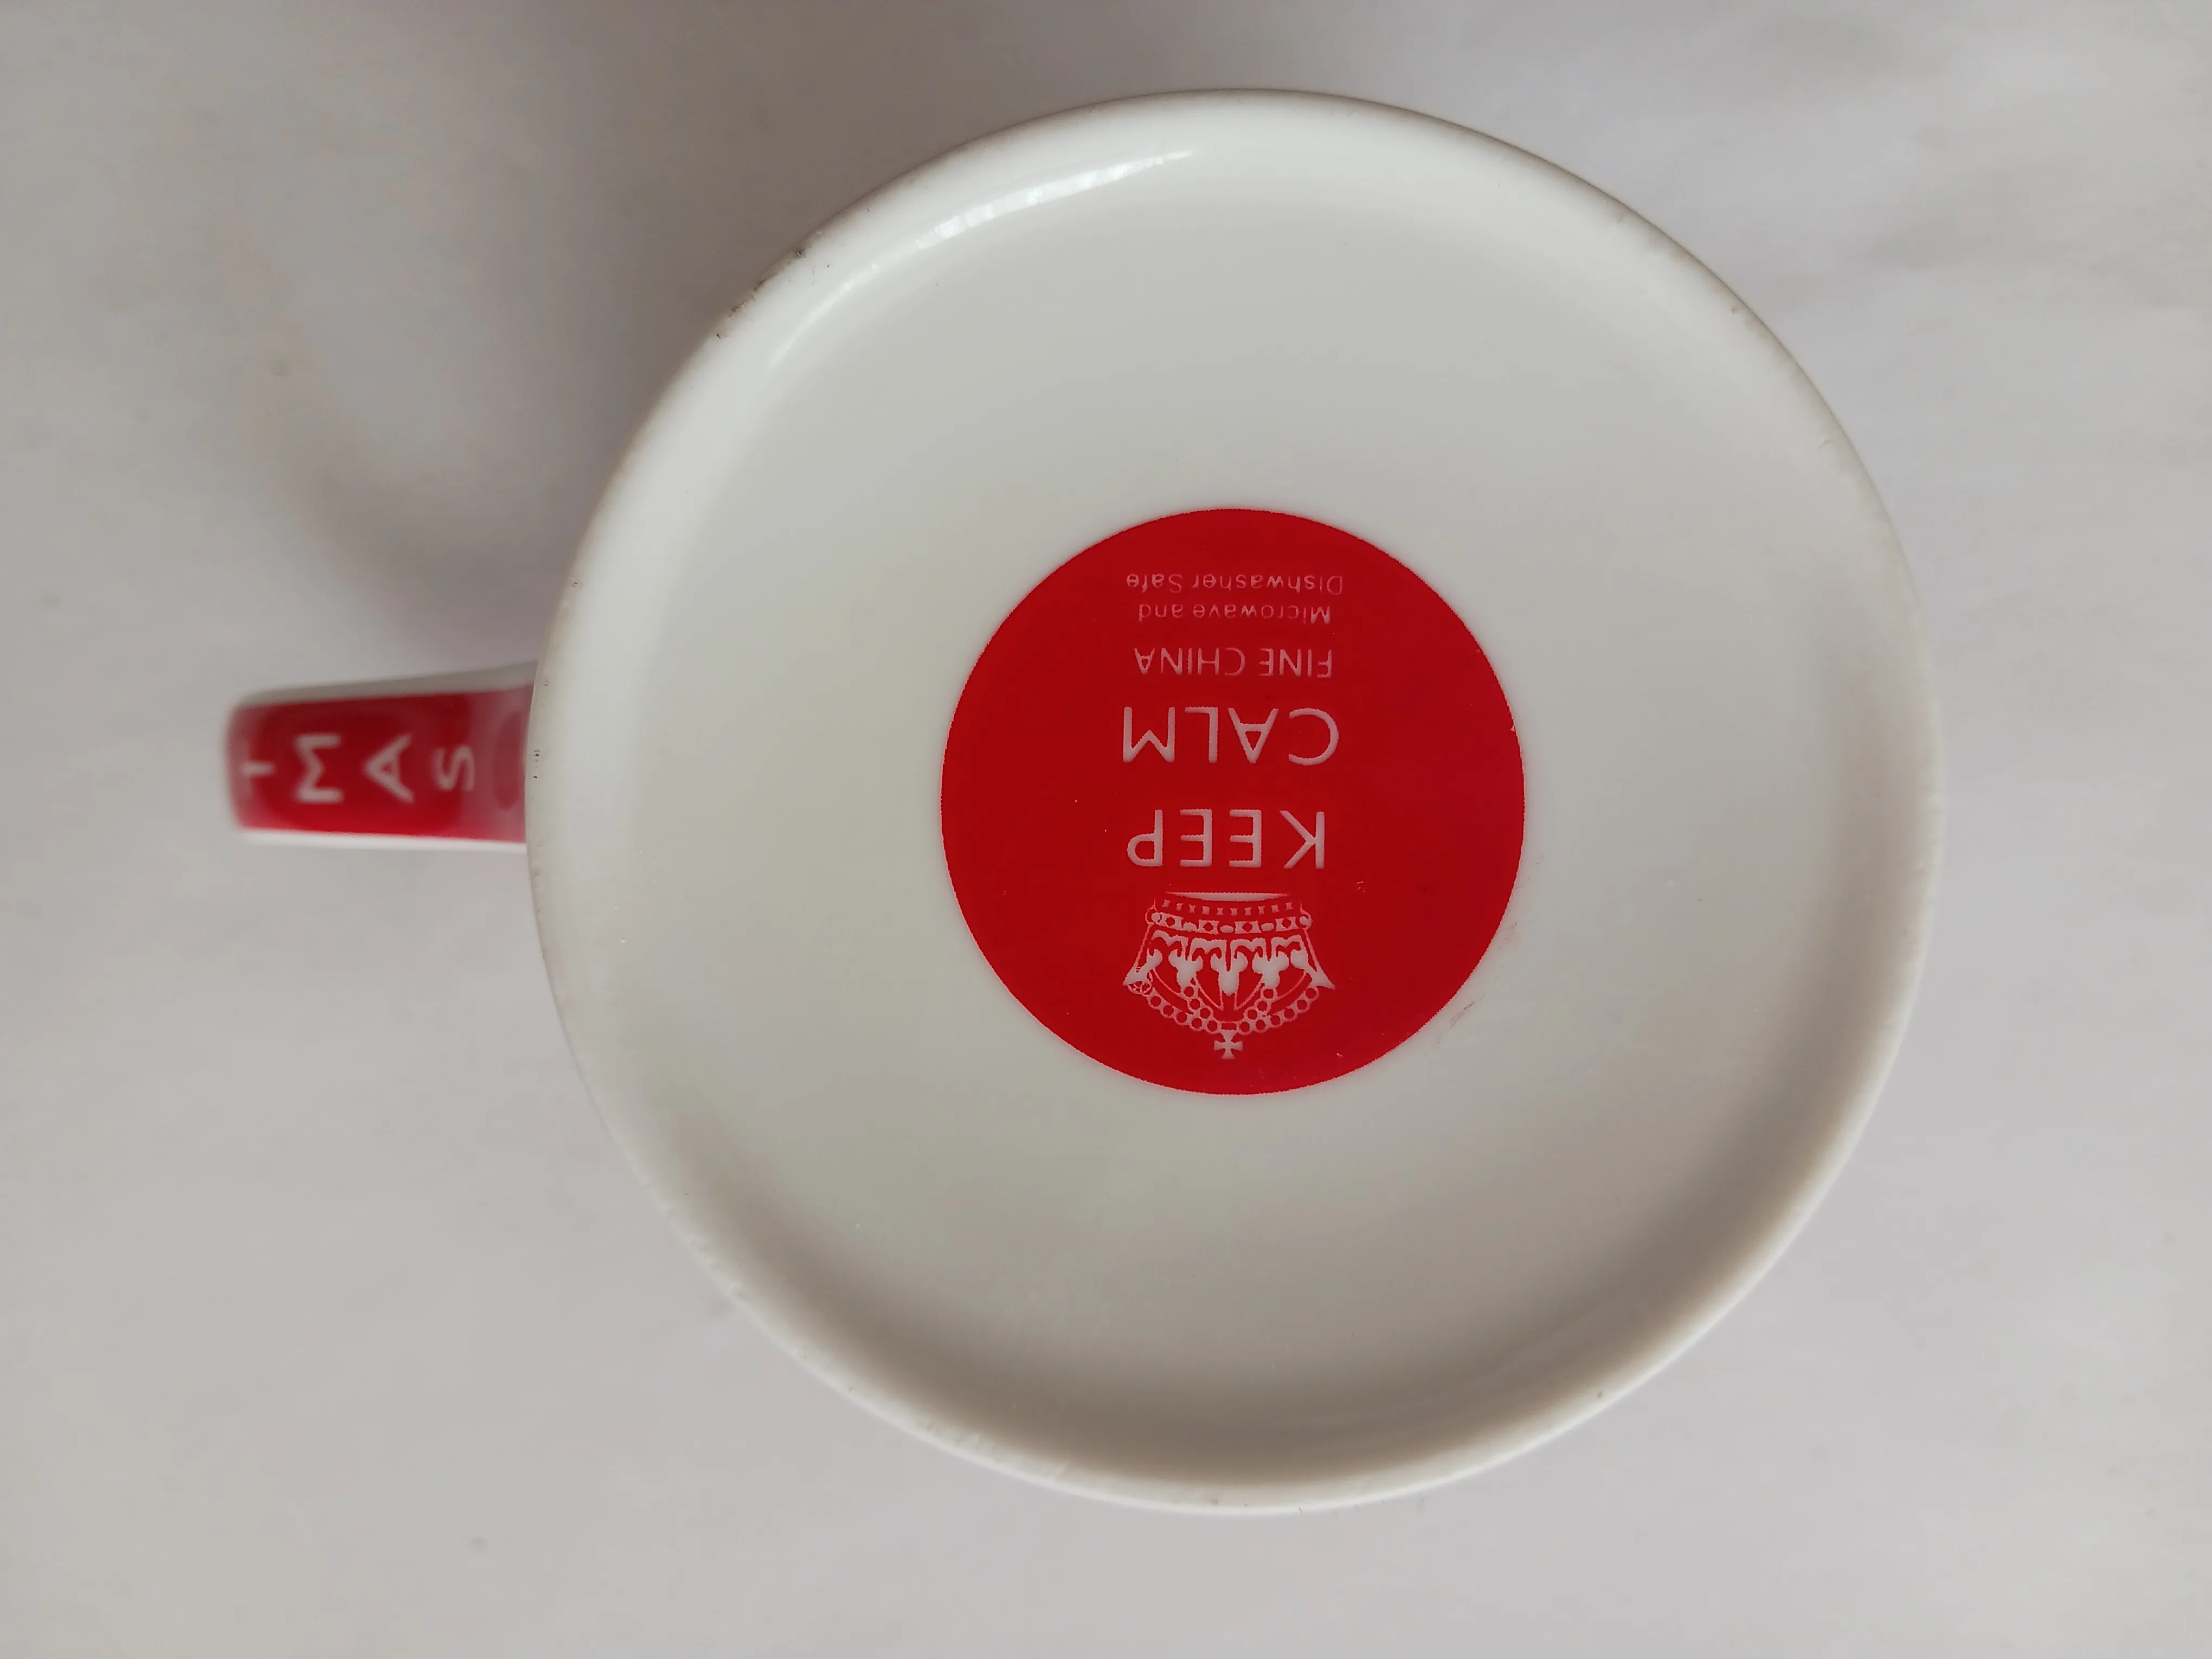 KEEP
CALM
FINE CHINA
Microwave and
Dishwasher Safe
T
M
A
S